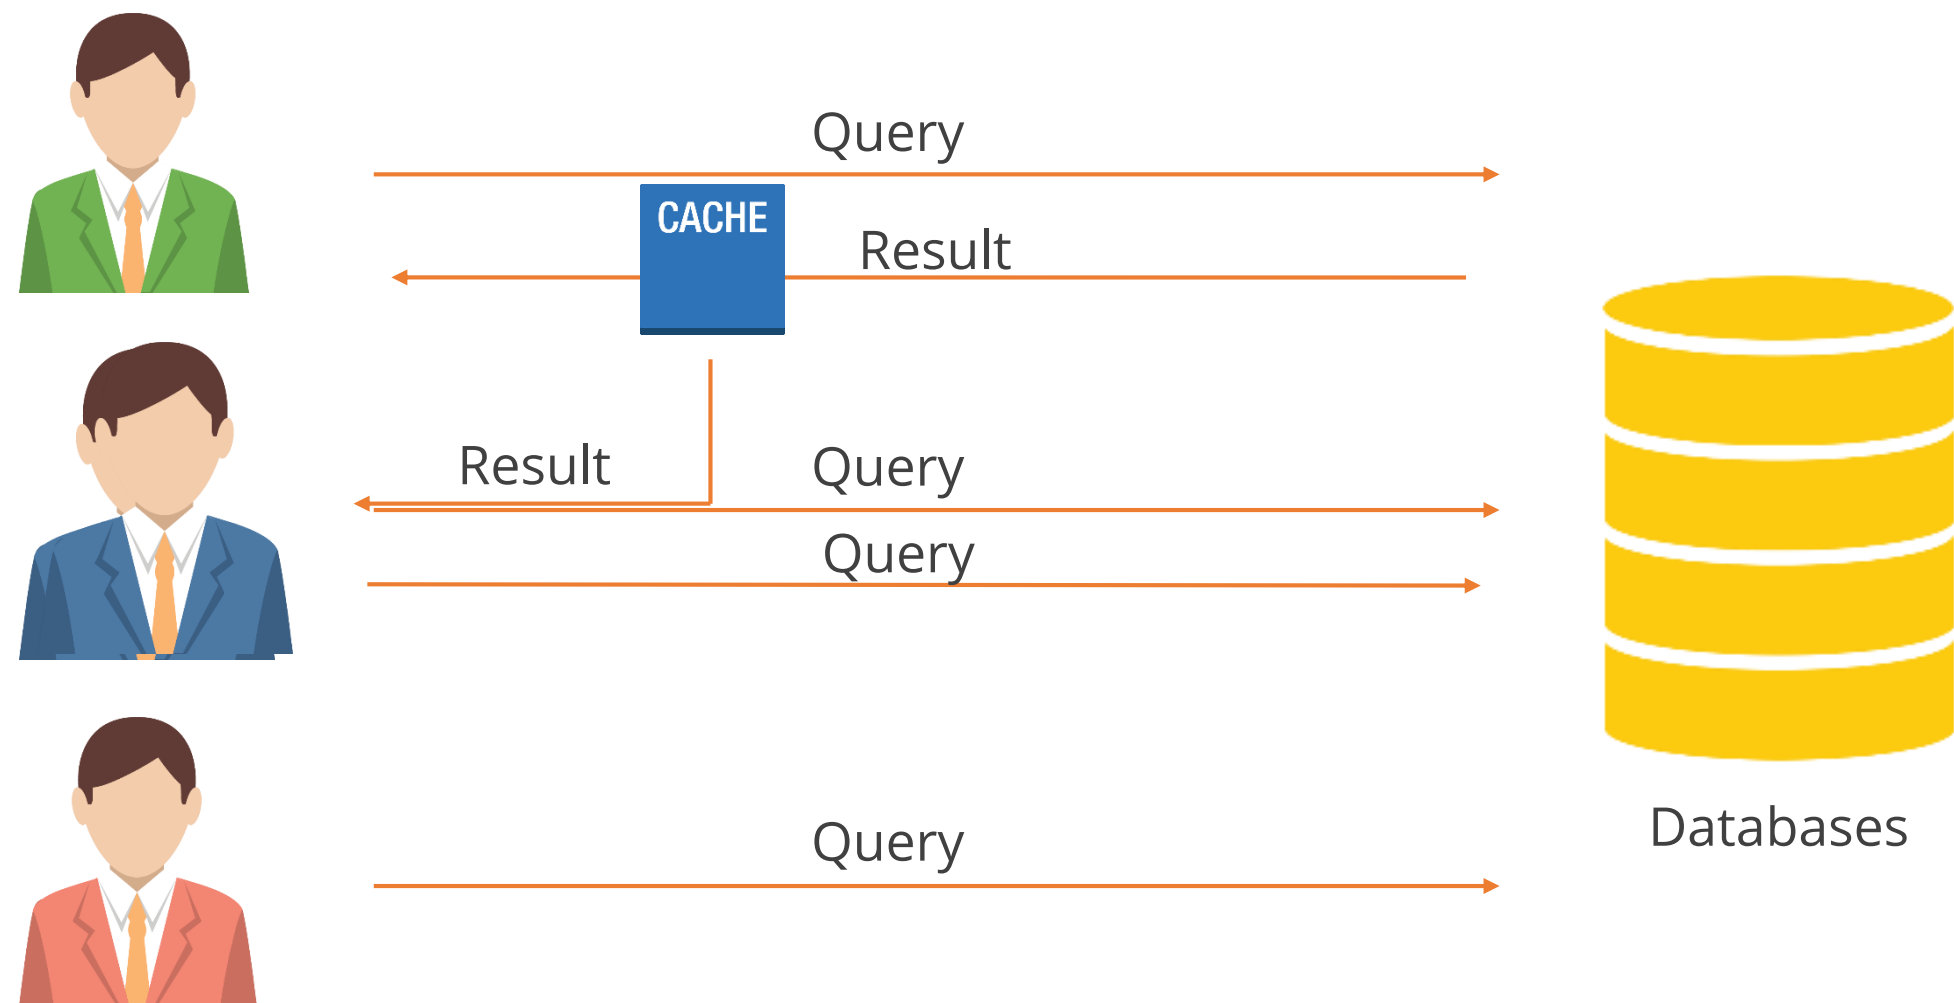 Query
CACHE
Result
Result
Query
Query
Databases
Query